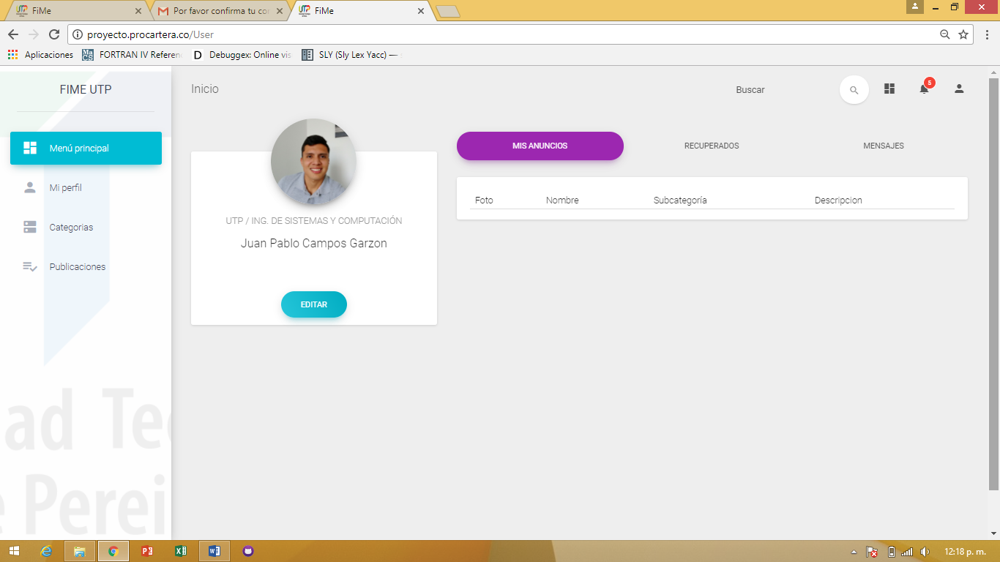 FiMe
Por favor confirma tu co
FiMe
proyecto.procartera.co/User
Aplicaciones
FORTRAN IV Referen
Debuggex: Online vis
SLY (Sly Lex Yacc) —
FIME UTP
Menú principal
Mi perfil
Categorias
Publicaciones
ad Tec
e Perei
Inicio
Buscar
5
UTP / ING. DE SISTEMAS Y COMPUTACIÓN
Juan Pablo Campos Garzon
EDITAR
MIS ANUNCIOS
RECUPERADOS
MENSAJES
Foto Nombre Subcategoría Descripcion
12:18 p. m.